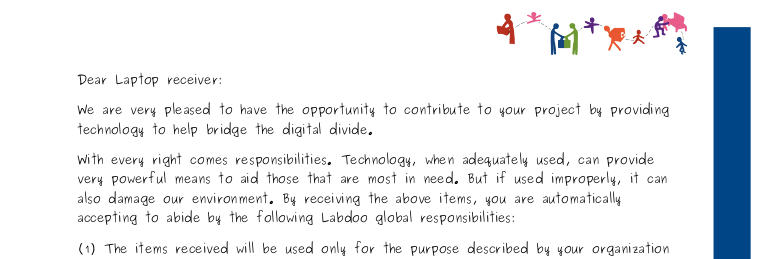 Dear Laptop receiver:
We are very pleased to have the opportunity to contribute to your project by providing
technology to help bridge the digital divide.
With every right comes responsibilities. Technology, when adequately used, can provide
very powerful means to aid those that are most in need. But if used improperly, it can
also damage our environment. By receiving the above items, you are automatically
accepting to abide by the following Labdoo global responsibilities:
(1) The items received will be used only for the purpose described by your organization